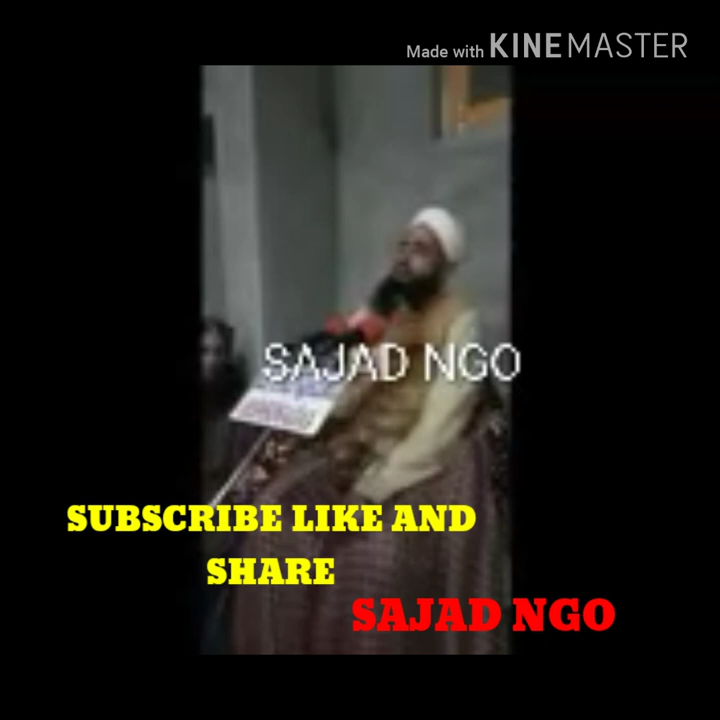 Made with KINEMASTER
SAJAD NGO
SUBSCRIBE LIKE AND
SHARE
SAJAD NGO